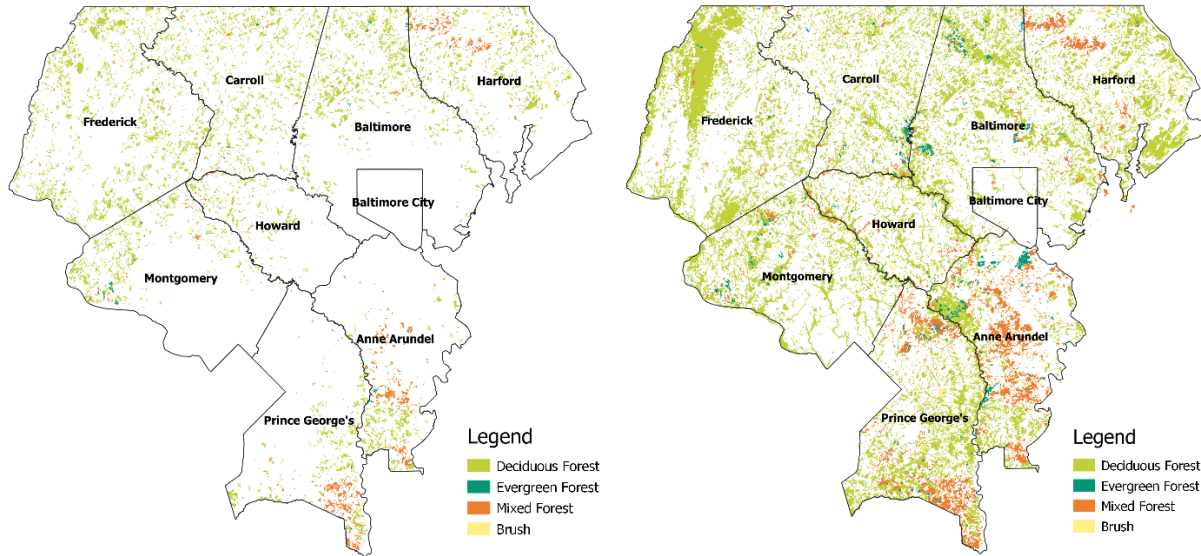 Carroll
Harford
Frederick
Baltimore
Baltimore City
Howard
Montgomery
Anne Arundel
Prince George's
Legend
Deciduous Forest
Evergreen Forest
Mixed Forest
Brush
Carroll
Harford
Frederick
Baltimore
Baltimore City
Howard
Montgomery
Anne Arundel
Prince George's
Legend
Deciduous Forest
Evergreen Forest
Mixed Forest
Brush